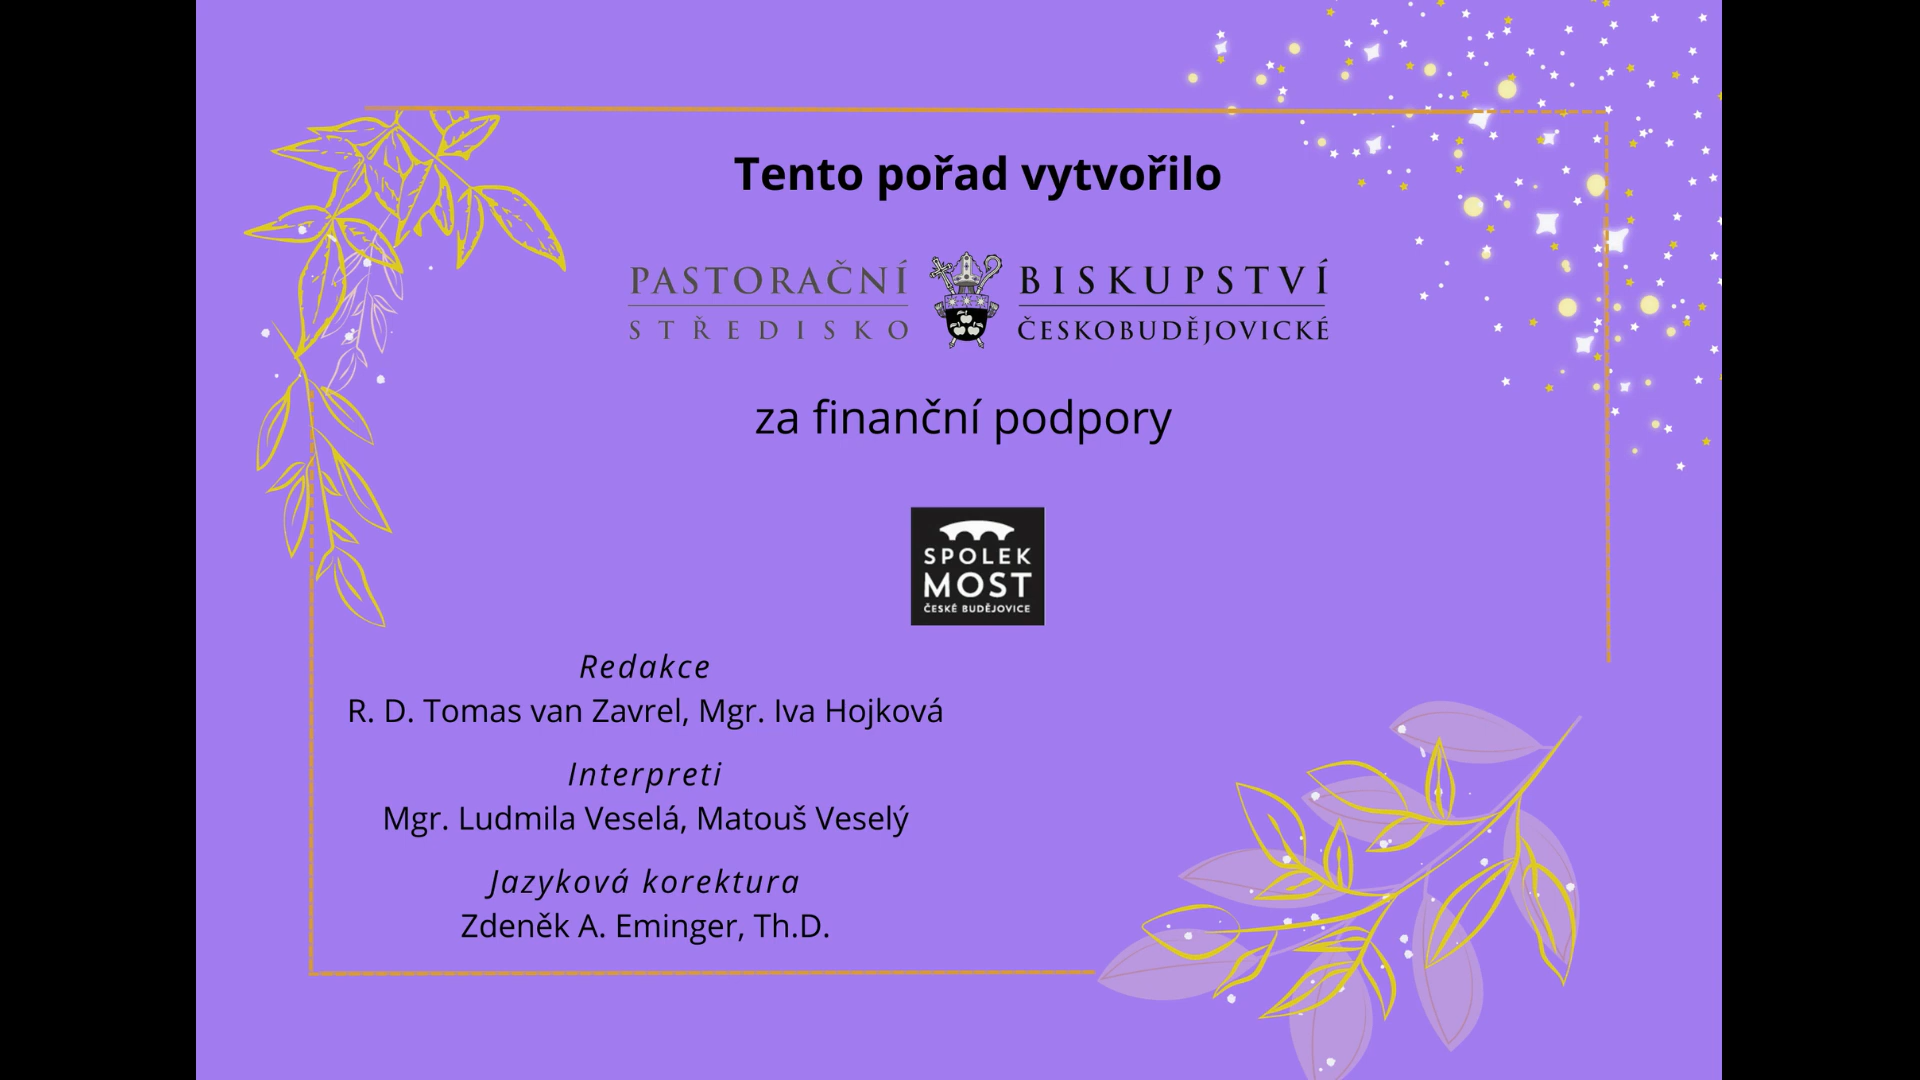 Tento pořad vytvořilo
PASTORAČNÍ BISKUPSTVÍ
STŘEDISKO ČESKOBUDĚJOVICKÉ
za finanční podpory
SPOLEK
MOST
ČESKÉ BUDĚJOVICE
Redakce
R. D. Tomas van Zavrel, Mgr. Iva Hojková
Interpreti
Mgr. Ludmila Veselá, Matouš Veselý
Jazyková korektura
Zdeněk A. Eminger, Th.D.